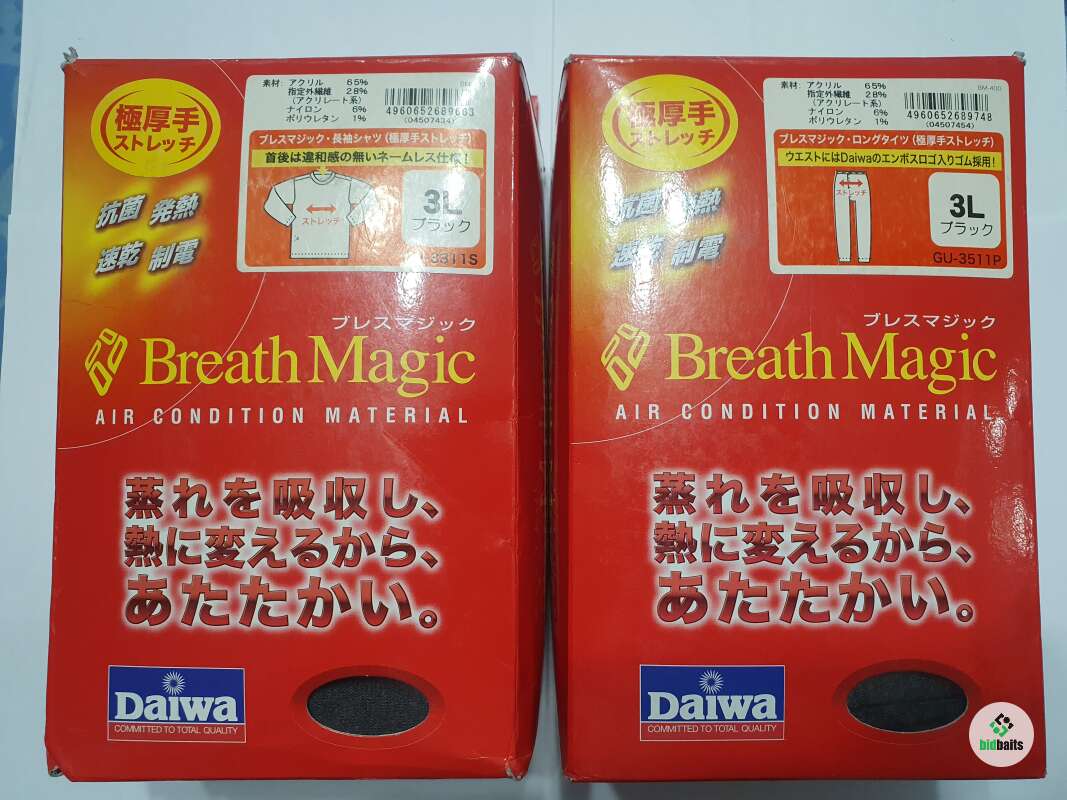 極厚手
ストレッチ
素材: アクリル 65%
指定外繊維 28%
(アクリレート系)
ナイロン 6%
ポリウレタン 1%
(04507434)
ブレスマジック・長袖シャツ(極厚手ストレッチ)
首後は違和感の無いネームレス仕様!
ストレッチ
3L
ブラック
抗菌 発熱
速乾 制電
ブレスマジック
Breath Magic
AIR CONDITION MATERIAL
蒸れを吸収し、
熱に変えるから、
あたたかい。
Daiwa
COMMITTED TO TOTAL QUALITY
極厚手
ストレッチ
素材: アクリル 65%
指定外繊維 28%
(アクリレート系)
ナイロン 6%
ポリウレタン 1%
BM-400
4960652689748
(04507454)
ブレスマジック・ロングタイツ(極厚手ストレッチ)
ウエストにはDaiwaのエンボスロゴ入りゴム採用!
ストレッチ
3L
ブラック
GU-3511P
抗菌 発熱
速乾 制電
ブレスマジック
Breath Magic
AIR CONDITION MATERIAL
蒸れを吸収し、
熱に変えるから、
あたたかい。
Daiwa
COMMITTED TO TOTAL QUALITY
bidbaits